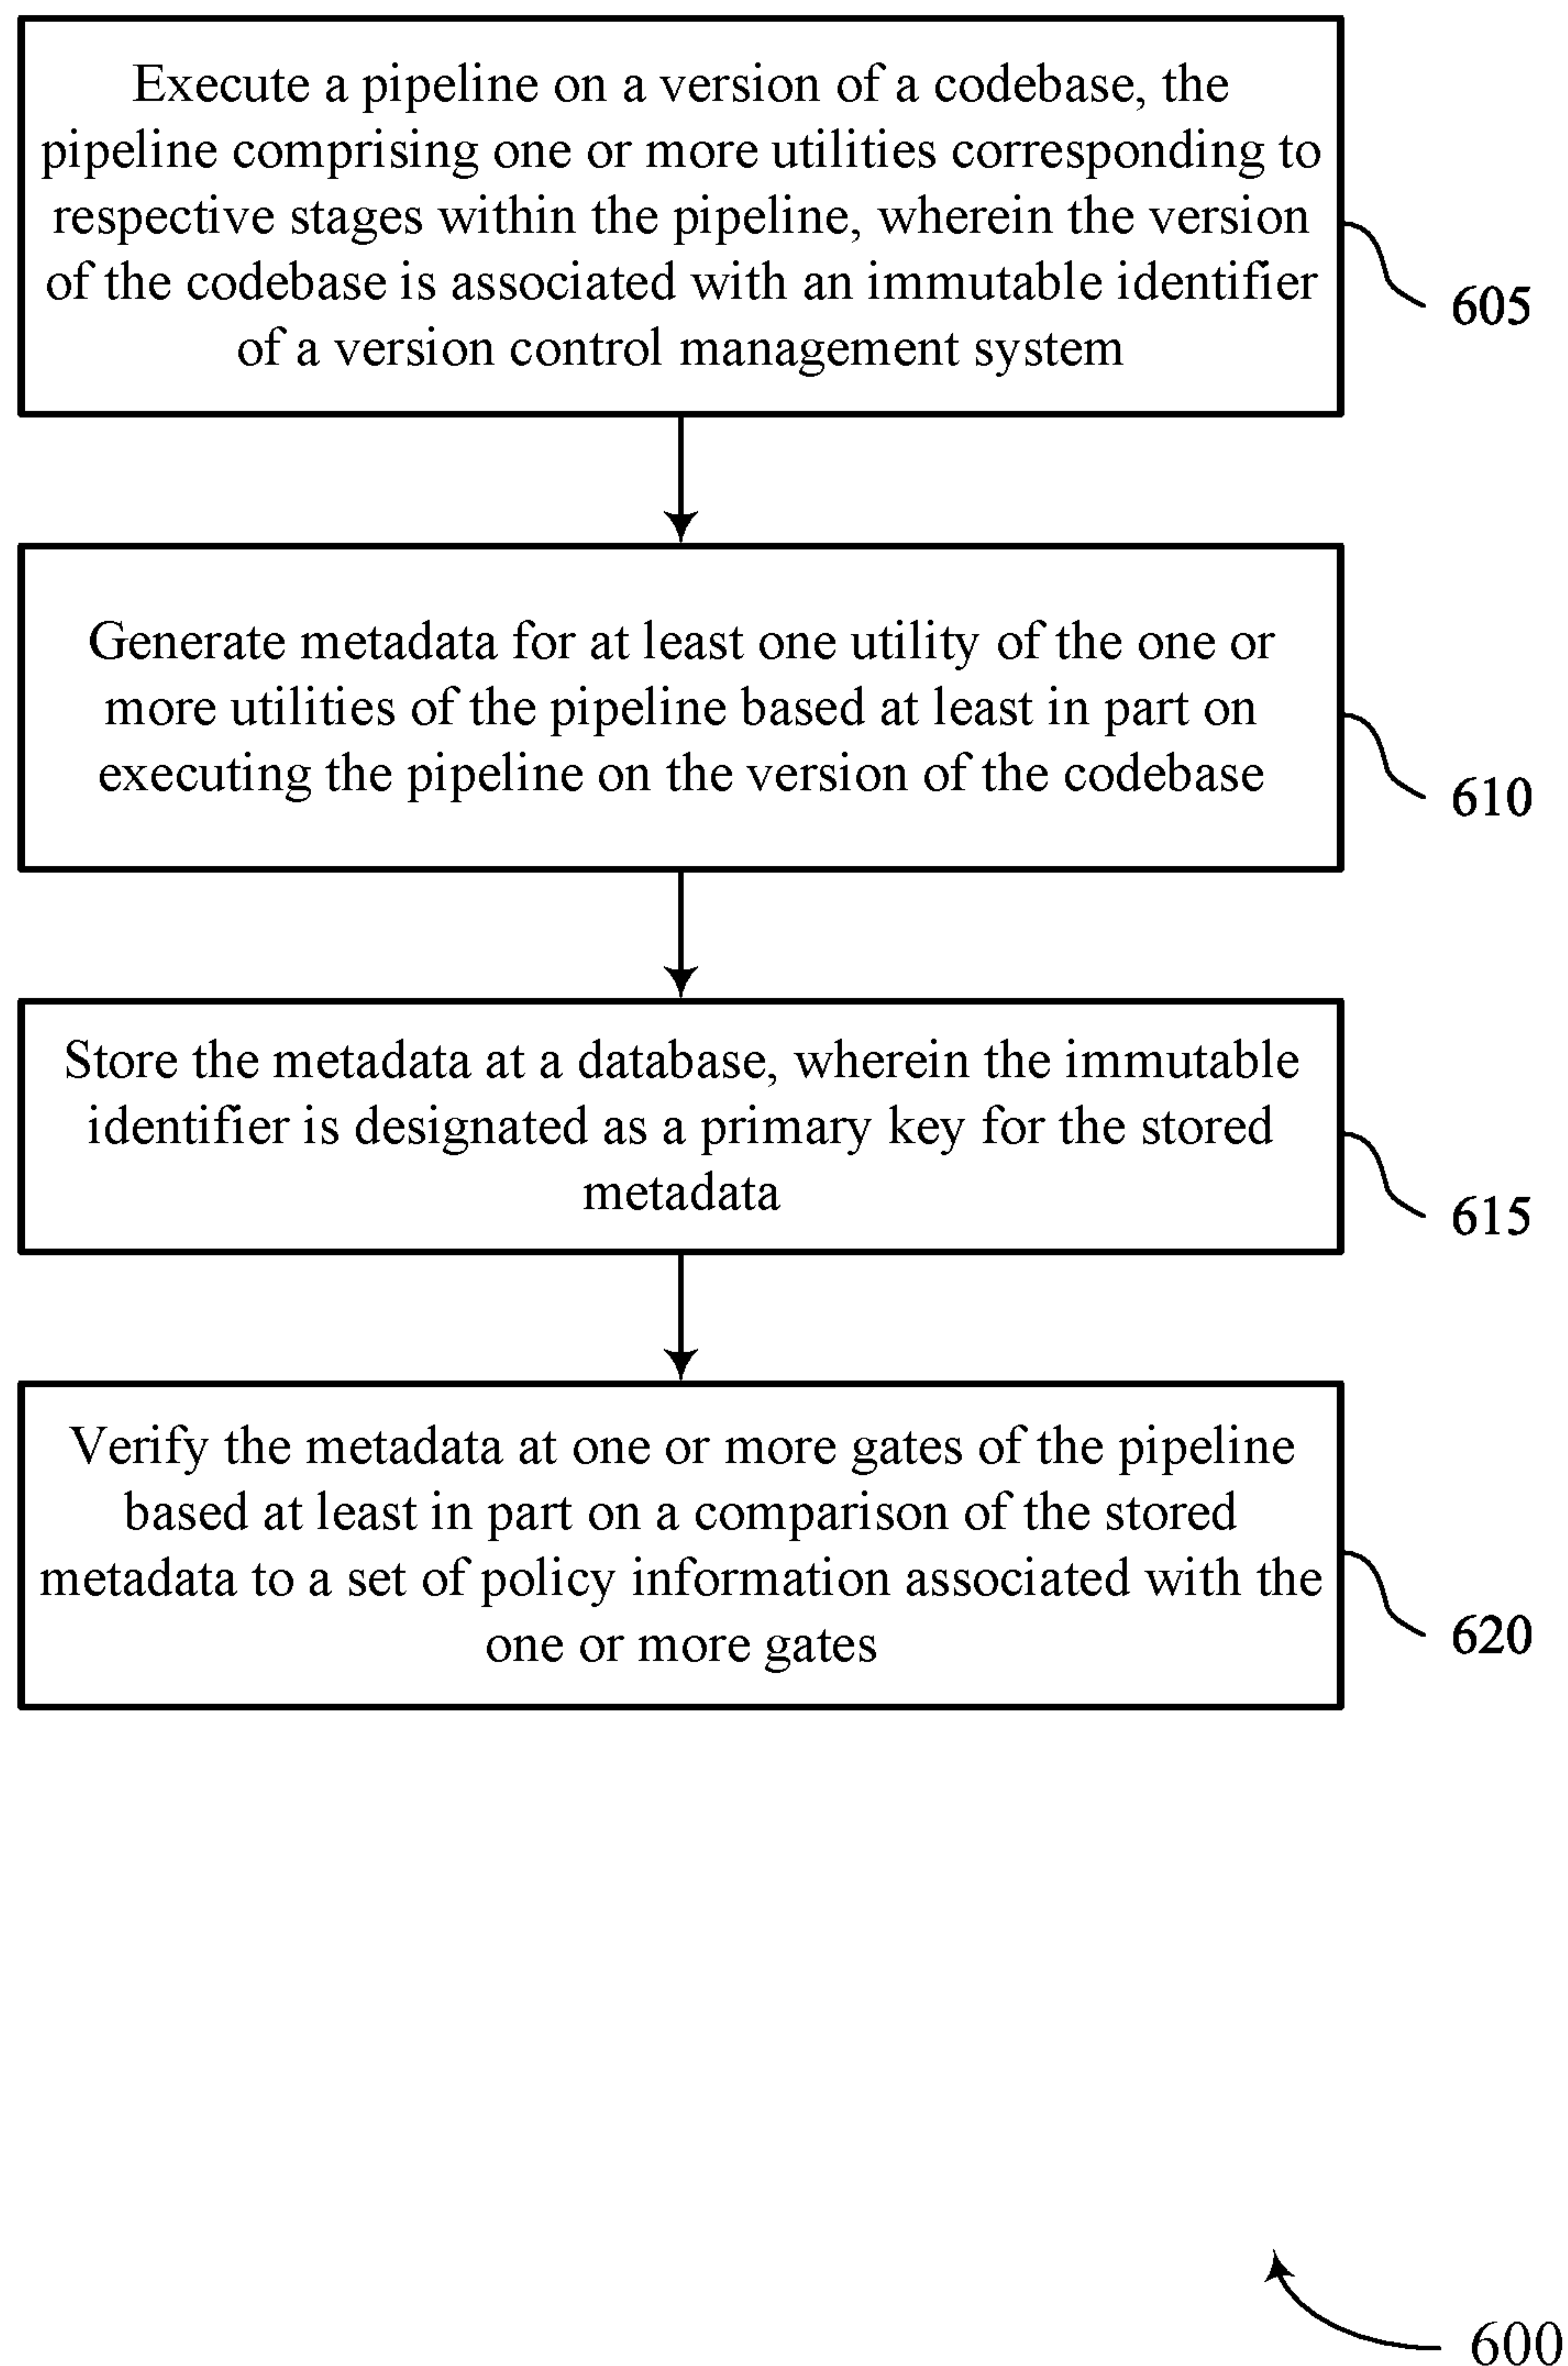 Execute a pipeline on a version of a codebase, the
pipeline comprising one or more utilities corresponding to
respective stages within the pipeline, wherein the version
of the codebase is associated with an immutable identifier
of a version control management system
605
Generate metadata for at least one utility of the one or
more utilities of the pipeline based at least in part on
executing the pipeline on the version of the codebase
610
Store the metadata at a database, wherein the immutable
identifier is designated as a primary key for the stored
metadata
615
Verify the metadata at one or more gates of the pipeline
based at least in part on a comparison of the stored
metadata to a set of policy information associated with the
one or more gates
620
600